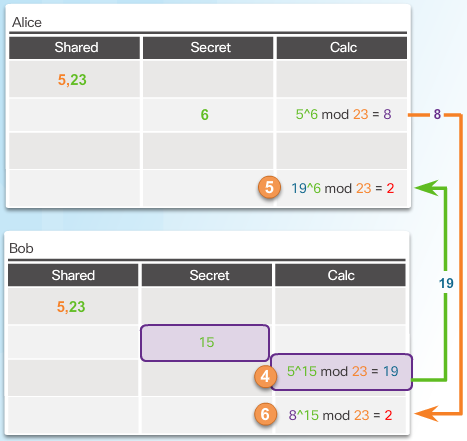 Alice
Shared Secret Calc
5,23
6 5^6 mod 23 = 8 8
5 19^6 mod 23 = 2
19
Bob
Shared Secret Calc
5,23
15
4 5^15 mod 23 = 19
6 8^15 mod 23 = 2